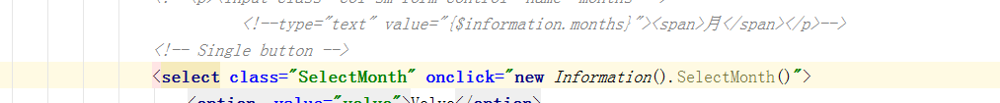 <!--type="text" value="{$information.months}"><span>月</span></p>-->
<!-- Single button -->
<select class="SelectMonth" onclick="new Information().SelectMonth()">
<option value="value">Value</option>